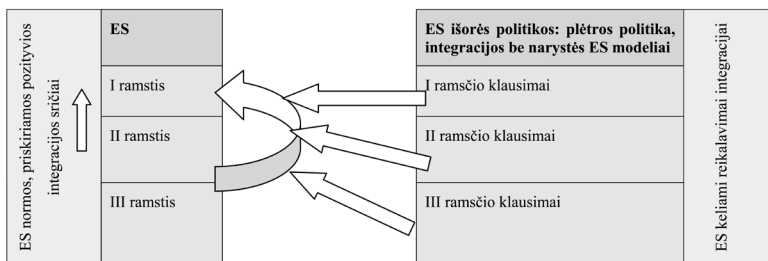 ES normos, priskiriamos pozityvios
integracijos sričiai
ES
I ramstis
II ramstis
III ramstis
ES išorės politikos: plėtros politika,
integracijos be narystės ES modeliai
I ramsčio klausimai
II ramsčio klausimai
III ramsčio klausimai
ES keliami reikalavimai integracijai